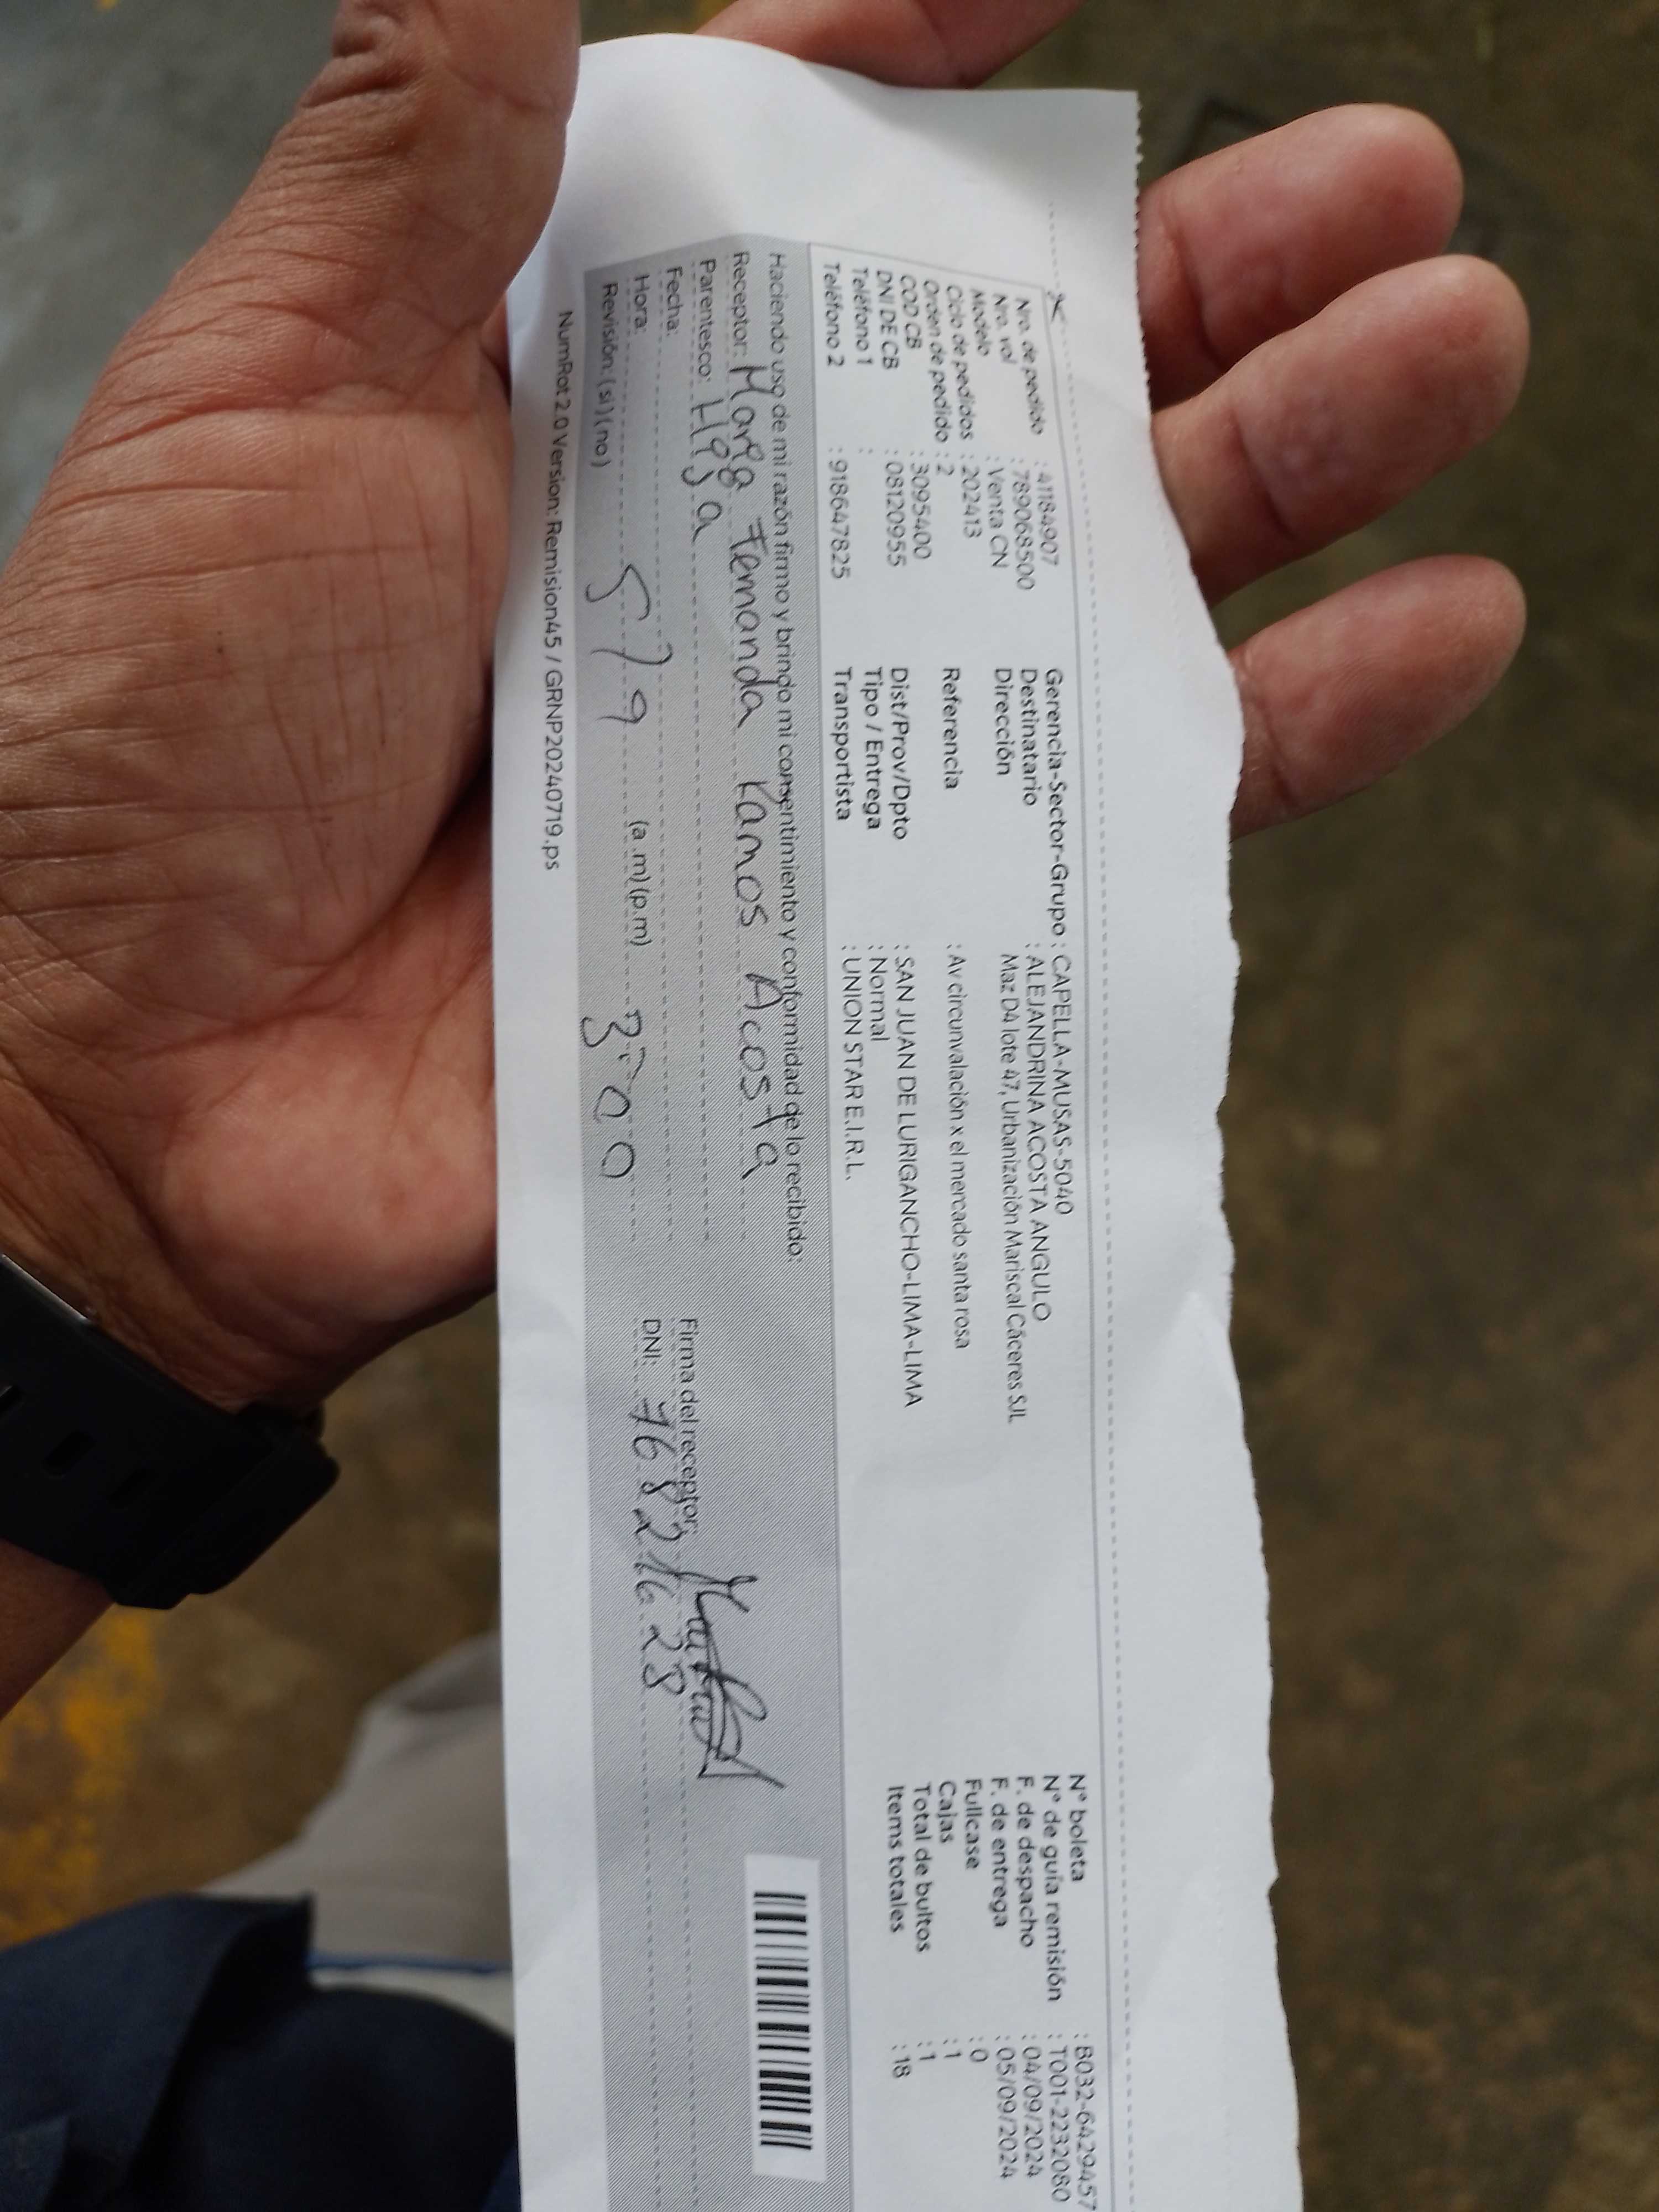 Nro. de pedido : 41184907
Nro. vol : 789068500
Modelo : Venta CN
Ciclo de pedidos : 202413
Orden de pedido : 2
COD CB : 3095400
DNI DE CB : 08120955
Teléfono 1 :
Teléfono 2 : 918647825
Gerencia-Sector-Grupo : CAPELLA-MUSAS-5040
Destinatario : ALEJANDRINA ACOSTA ANGULO
Dirección : Maz D4 lote 47, Urbanización Mariscal Cáceres SJL
Referencia : Av circunvalación x el mercado santa rosa
Dist/Prov/Dpto : SAN JUAN DE LURIGANCHO-LIMA-LIMA
Tipo / Entrega : Normal
Transportista : UNION STAR E.I.R.L.
N° boleta : B032-6429457
N° de guía remisión : T001-2232080
F. de despacho : 04/09/2024
F. de entrega : 05/09/2024
Fullcase : 0
Cajas : 1
Total de bultos : 1
Items totales : 18
Haciendo uso de mi razón firmo y brindo mi consentimiento y conformidad de lo recibido:
Receptor: María Fernanda Ramos Acosta
Parentesco: Hija
Fecha: 5/9
Hora: (a.m) (p.m) 3:00
Revisión: (si) (no)
Firma del receptor:
DNI: 76821628
NumRot 2.0 Version: Remision45 / GRNP20240719.ps